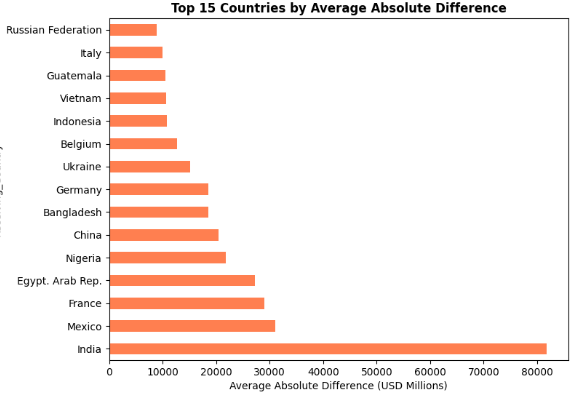 Top 15 Countries by Average Absolute Difference
Russian Federation
Italy
Guatemala
Vietnam
Indonesia
Belgium
Ukraine
Germany
Bangladesh
China
Nigeria
Egypt. Arab Rep.
France
Mexico
India
0 10000 20000 30000 40000 50000 60000 70000 80000
Average Absolute Difference (USD Millions)